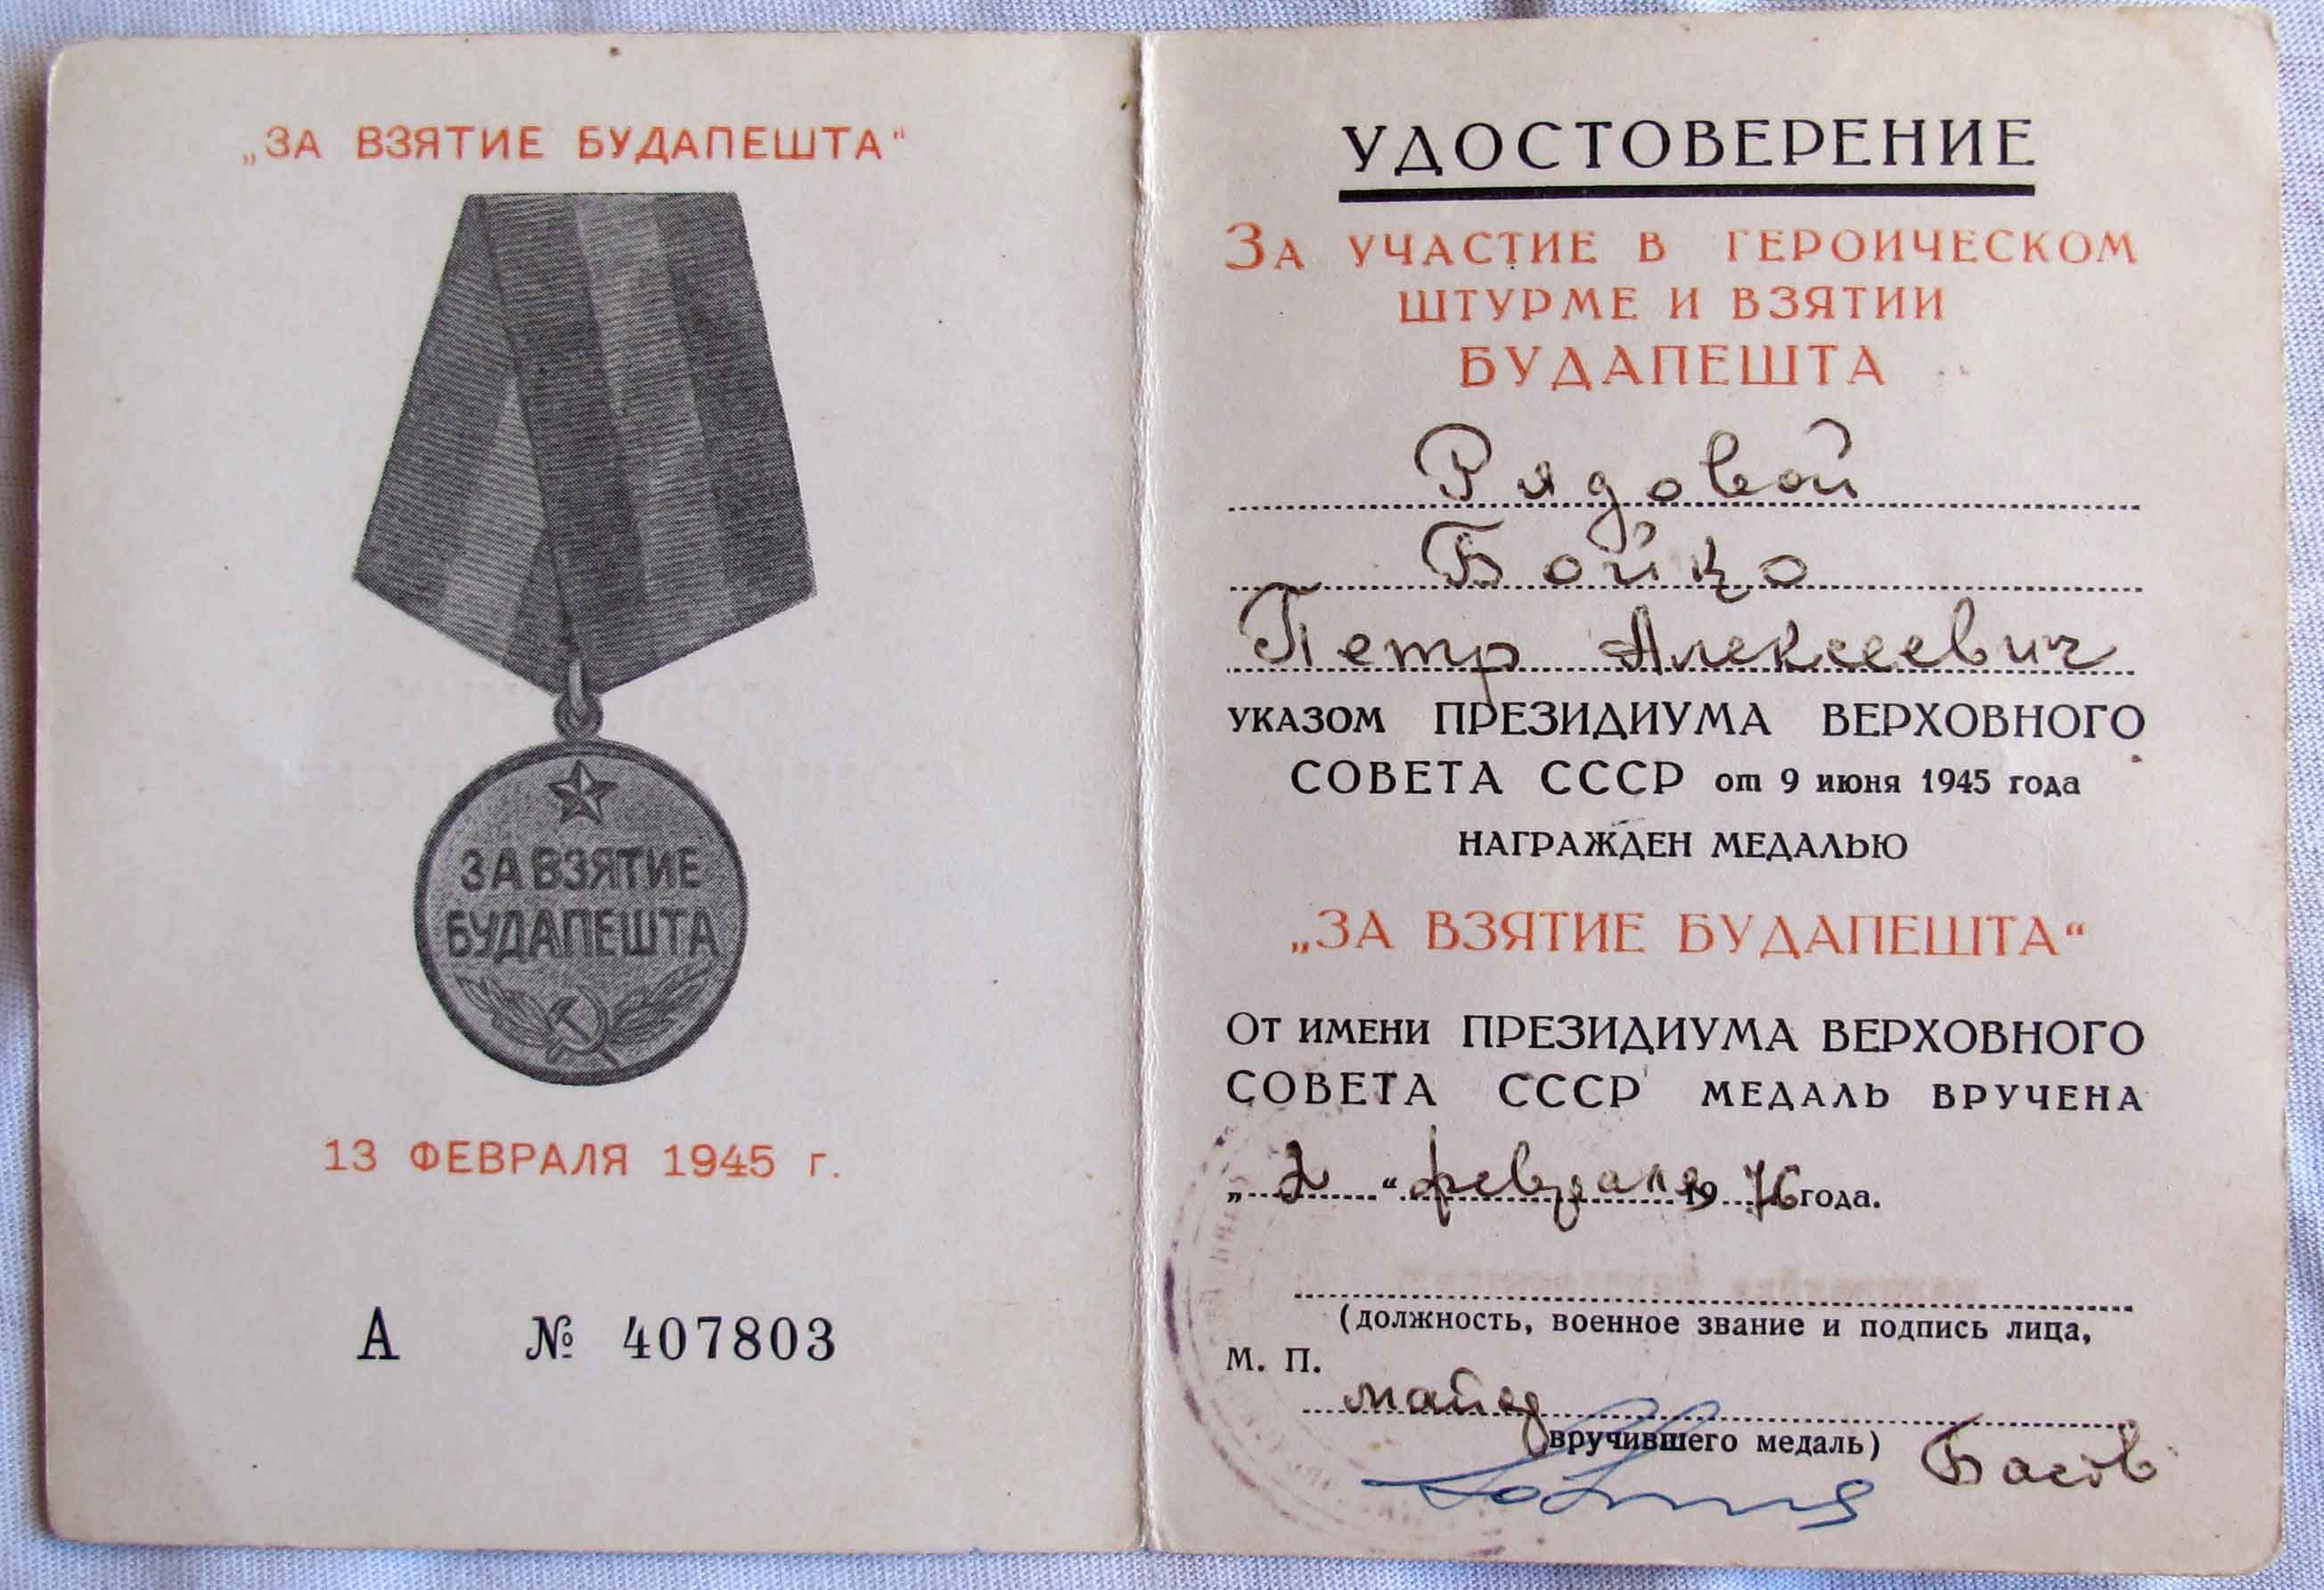 „ЗА ВЗЯТИЕ БУДАПЕШТА“
ЗА ВЗЯТИЕ
БУДАПЕШТА
13 ФЕВРАЛЯ 1945 г.
А № 407803
УДОСТОВЕРЕНИЕ
ЗА УЧАСТИЕ В ГЕРОИЧЕСКОМ
ШТУРМЕ И ВЗЯТИИ
БУДАПЕШТА
Рядовой
Бойко
Петр Алексеевич
УКАЗОМ ПРЕЗИДИУМА ВЕРХОВНОГО
СОВЕТА СССР от 9 июня 1945 года
НАГРАЖДЕН МЕДАЛЬЮ
„ЗА ВЗЯТИЕ БУДАПЕШТА“
ОТ ИМЕНИ ПРЕЗИДИУМА ВЕРХОВНОГО
СОВЕТА СССР МЕДАЛЬ ВРУЧЕНА
„2“ февраля 1976 года.
(должность, военное звание и подпись лица,
М. П.
майор
вручившего медаль)